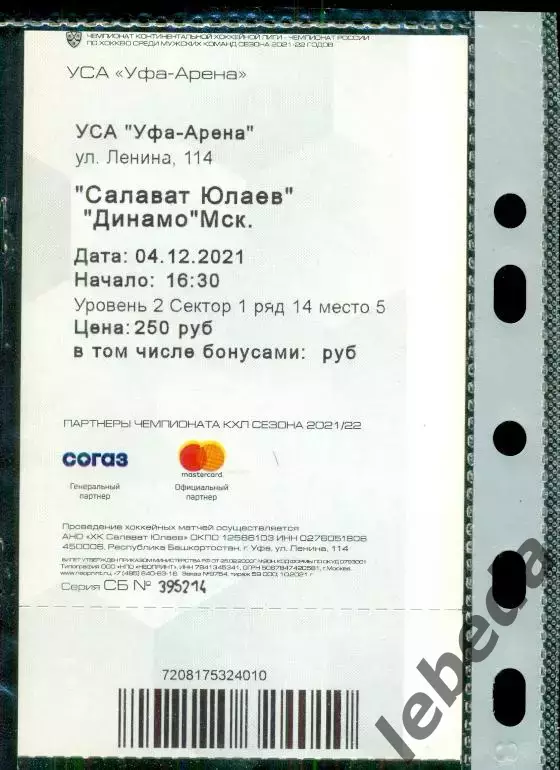 ЧЕМПИОНАТ КОНТИНЕНТАЛЬНОЙ ХОККЕЙНОЙ ЛИГИ - ЧЕМПИОНАТ РОССИИ
ПО ХОККЕЮ СРЕДИ МУЖСКИХ КОМАНД СЕЗОНА 2021-22 ГОДОВ
УСА «Уфа-Арена»
УСА "Уфа-Арена"
ул. Ленина, 114
"Салават Юлаев"
"Динамо"Мск.
Дата: 04.12.2021
Начало: 16:30
Уровень 2 Сектор 1 ряд 14 место 5
Цена: 250 руб
в том числе бонусами: руб
ПАРТНЕРЫ ЧЕМПИОНАТА КХЛ СЕЗОНА 2021/22
согаз
mastercard
Генеральный партнер
Официальный партнер
Проведение хоккейных матчей осуществляется
АНО «ХК Салават Юлаев» ОКПО 12586103 ИНН 0276051806
450006, Республика Башкортостан, г. Уфа, ул. Ленина, 114
Серия СБ № 395214
7208175324010
lebeda